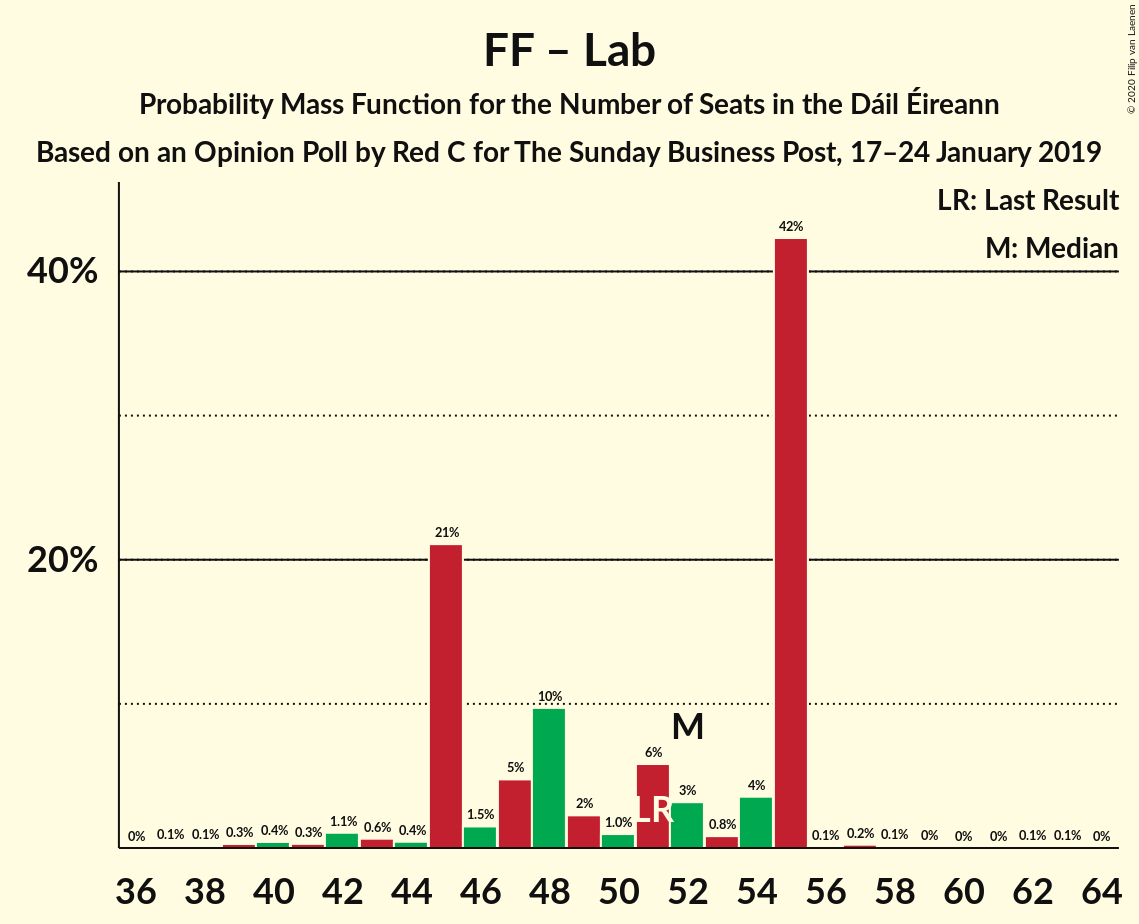 FF – Lab
Probability Mass Function for the Number of Seats in the Dáil Éireann
Based on an Opinion Poll by Red C for The Sunday Business Post, 17–24 January 2019
© 2020 Filip van Laenen
LR: Last Result
M: Median
40%
20%
0% 0.1% 0.1% 0.3% 0.4% 0.3% 1.1% 0.6% 0.4% 21% 1.5% 5% 10% 2% 1.0% 6% 3% 0.8% 4% 42% 0.1% 0.2% 0.1% 0% 0% 0% 0.1% 0.1% 0%
M
LR
36 38 40 42 44 46 48 50 52 54 56 58 60 62 64